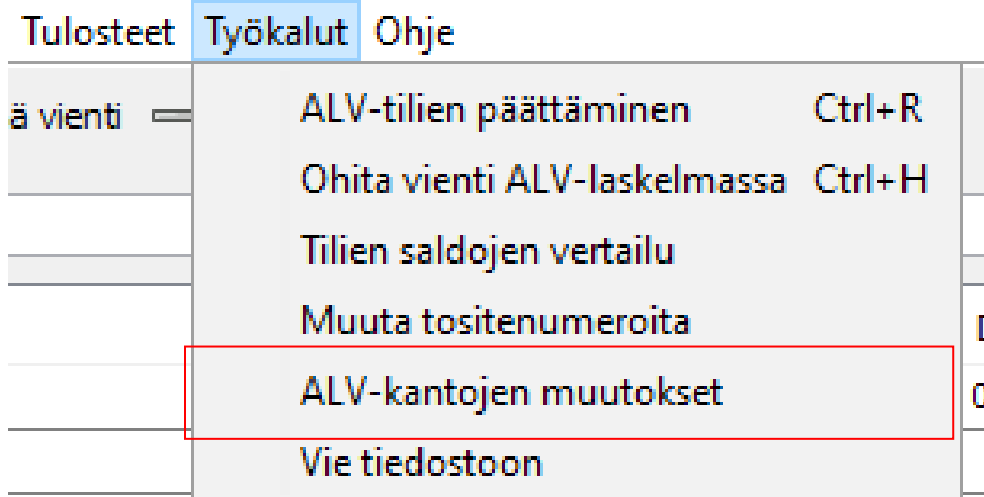 Tulosteet Työkalut Ohje
ä vienti
ALV-tilien päättäminen Ctrl+R
Ohita vienti ALV-laskelmassa Ctrl+H
Tilien saldojen vertailu
Muuta tositenumeroita
ALV-kantojen muutokset
Vie tiedostoon